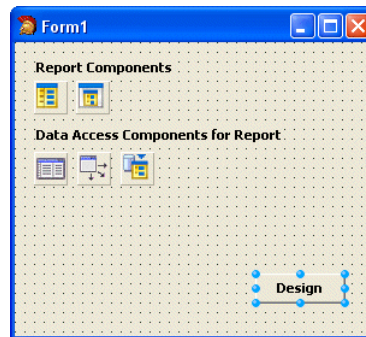 Form1
Report Components
Data Access Components for Report
Design